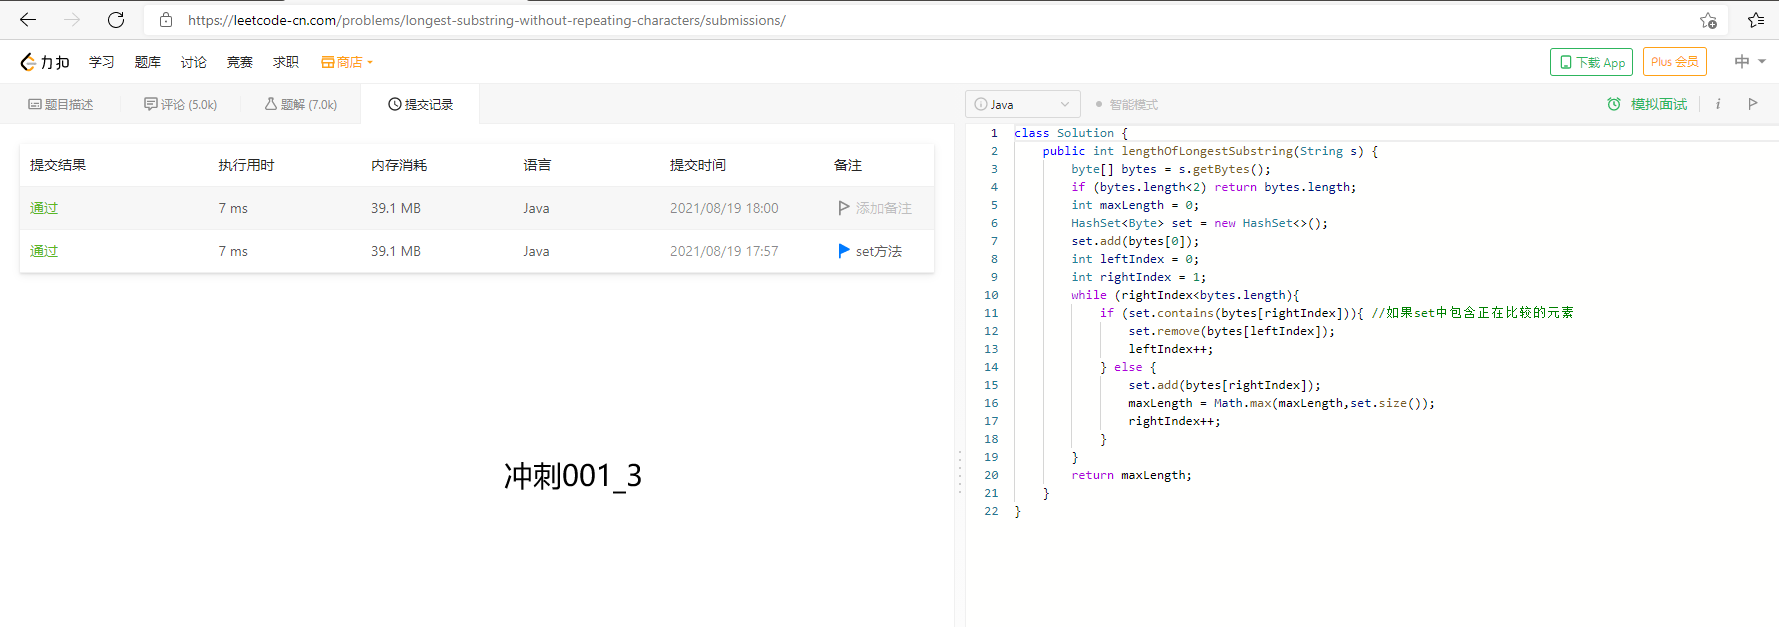 https://leetcode-cn.com/problems/longest-substring-without-repeating-characters/submissions/
力扣 学习 题库 讨论 竞赛 求职 商店 下载 App Plus 会员 中
题目描述 评论 (5.0k) 题解 (7.0k) 提交记录
提交结果 执行用时 内存消耗 语言 提交时间 备注
通过 7 ms 39.1 MB Java 2021/08/19 18:00 添加备注
通过 7 ms 39.1 MB Java 2021/08/19 17:57 set方法
冲刺001_3
i Java 智能模式 模拟面试 i
1 class Solution {
2 public int lengthOfLongestSubstring(String s) {
3 byte[] bytes = s.getBytes();
4 if (bytes.length<2) return bytes.length;
5 int maxLength = 0;
6 HashSet<Byte> set = new HashSet<>();
7 set.add(bytes[0]);
8 int leftIndex = 0;
9 int rightIndex = 1;
10 while (rightIndex<bytes.length){
11 if (set.contains(bytes[rightIndex])){ //如果set中包含正在比较的元素
12 set.remove(bytes[leftIndex]);
13 leftIndex++;
14 } else {
15 set.add(bytes[rightIndex]);
16 maxLength = Math.max(maxLength,set.size());
17 rightIndex++;
18 }
19 }
20 return maxLength;
21 }
22 }